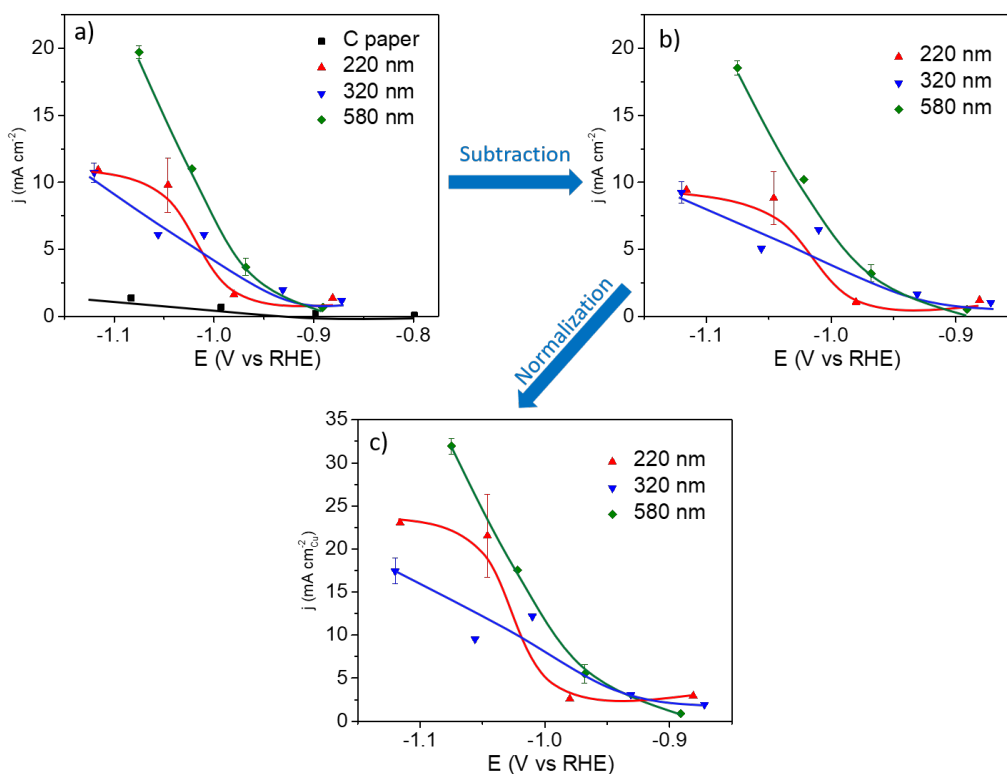 a)
C paper
220 nm
320 nm
580 nm
j (mA cm-2)
20
15
10
5
0
-1.1
-1.0
-0.9
-0.8
E (V vs RHE)
Subtraction
b)
220 nm
320 nm
580 nm
j (mA cm-2)
20
15
10
5
0
-1.1
-1.0
-0.9
E (V vs RHE)
Normalization
c)
220 nm
320 nm
580 nm
j (mA cm-2Cu)
35
30
25
20
15
10
5
0
-1.1
-1.0
-0.9
E (V vs RHE)